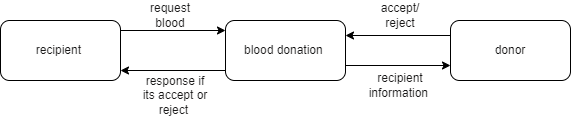 request
blood
accept/
reject
recipient
blood donation
donor
response if
its accept or
reject
recipient
information